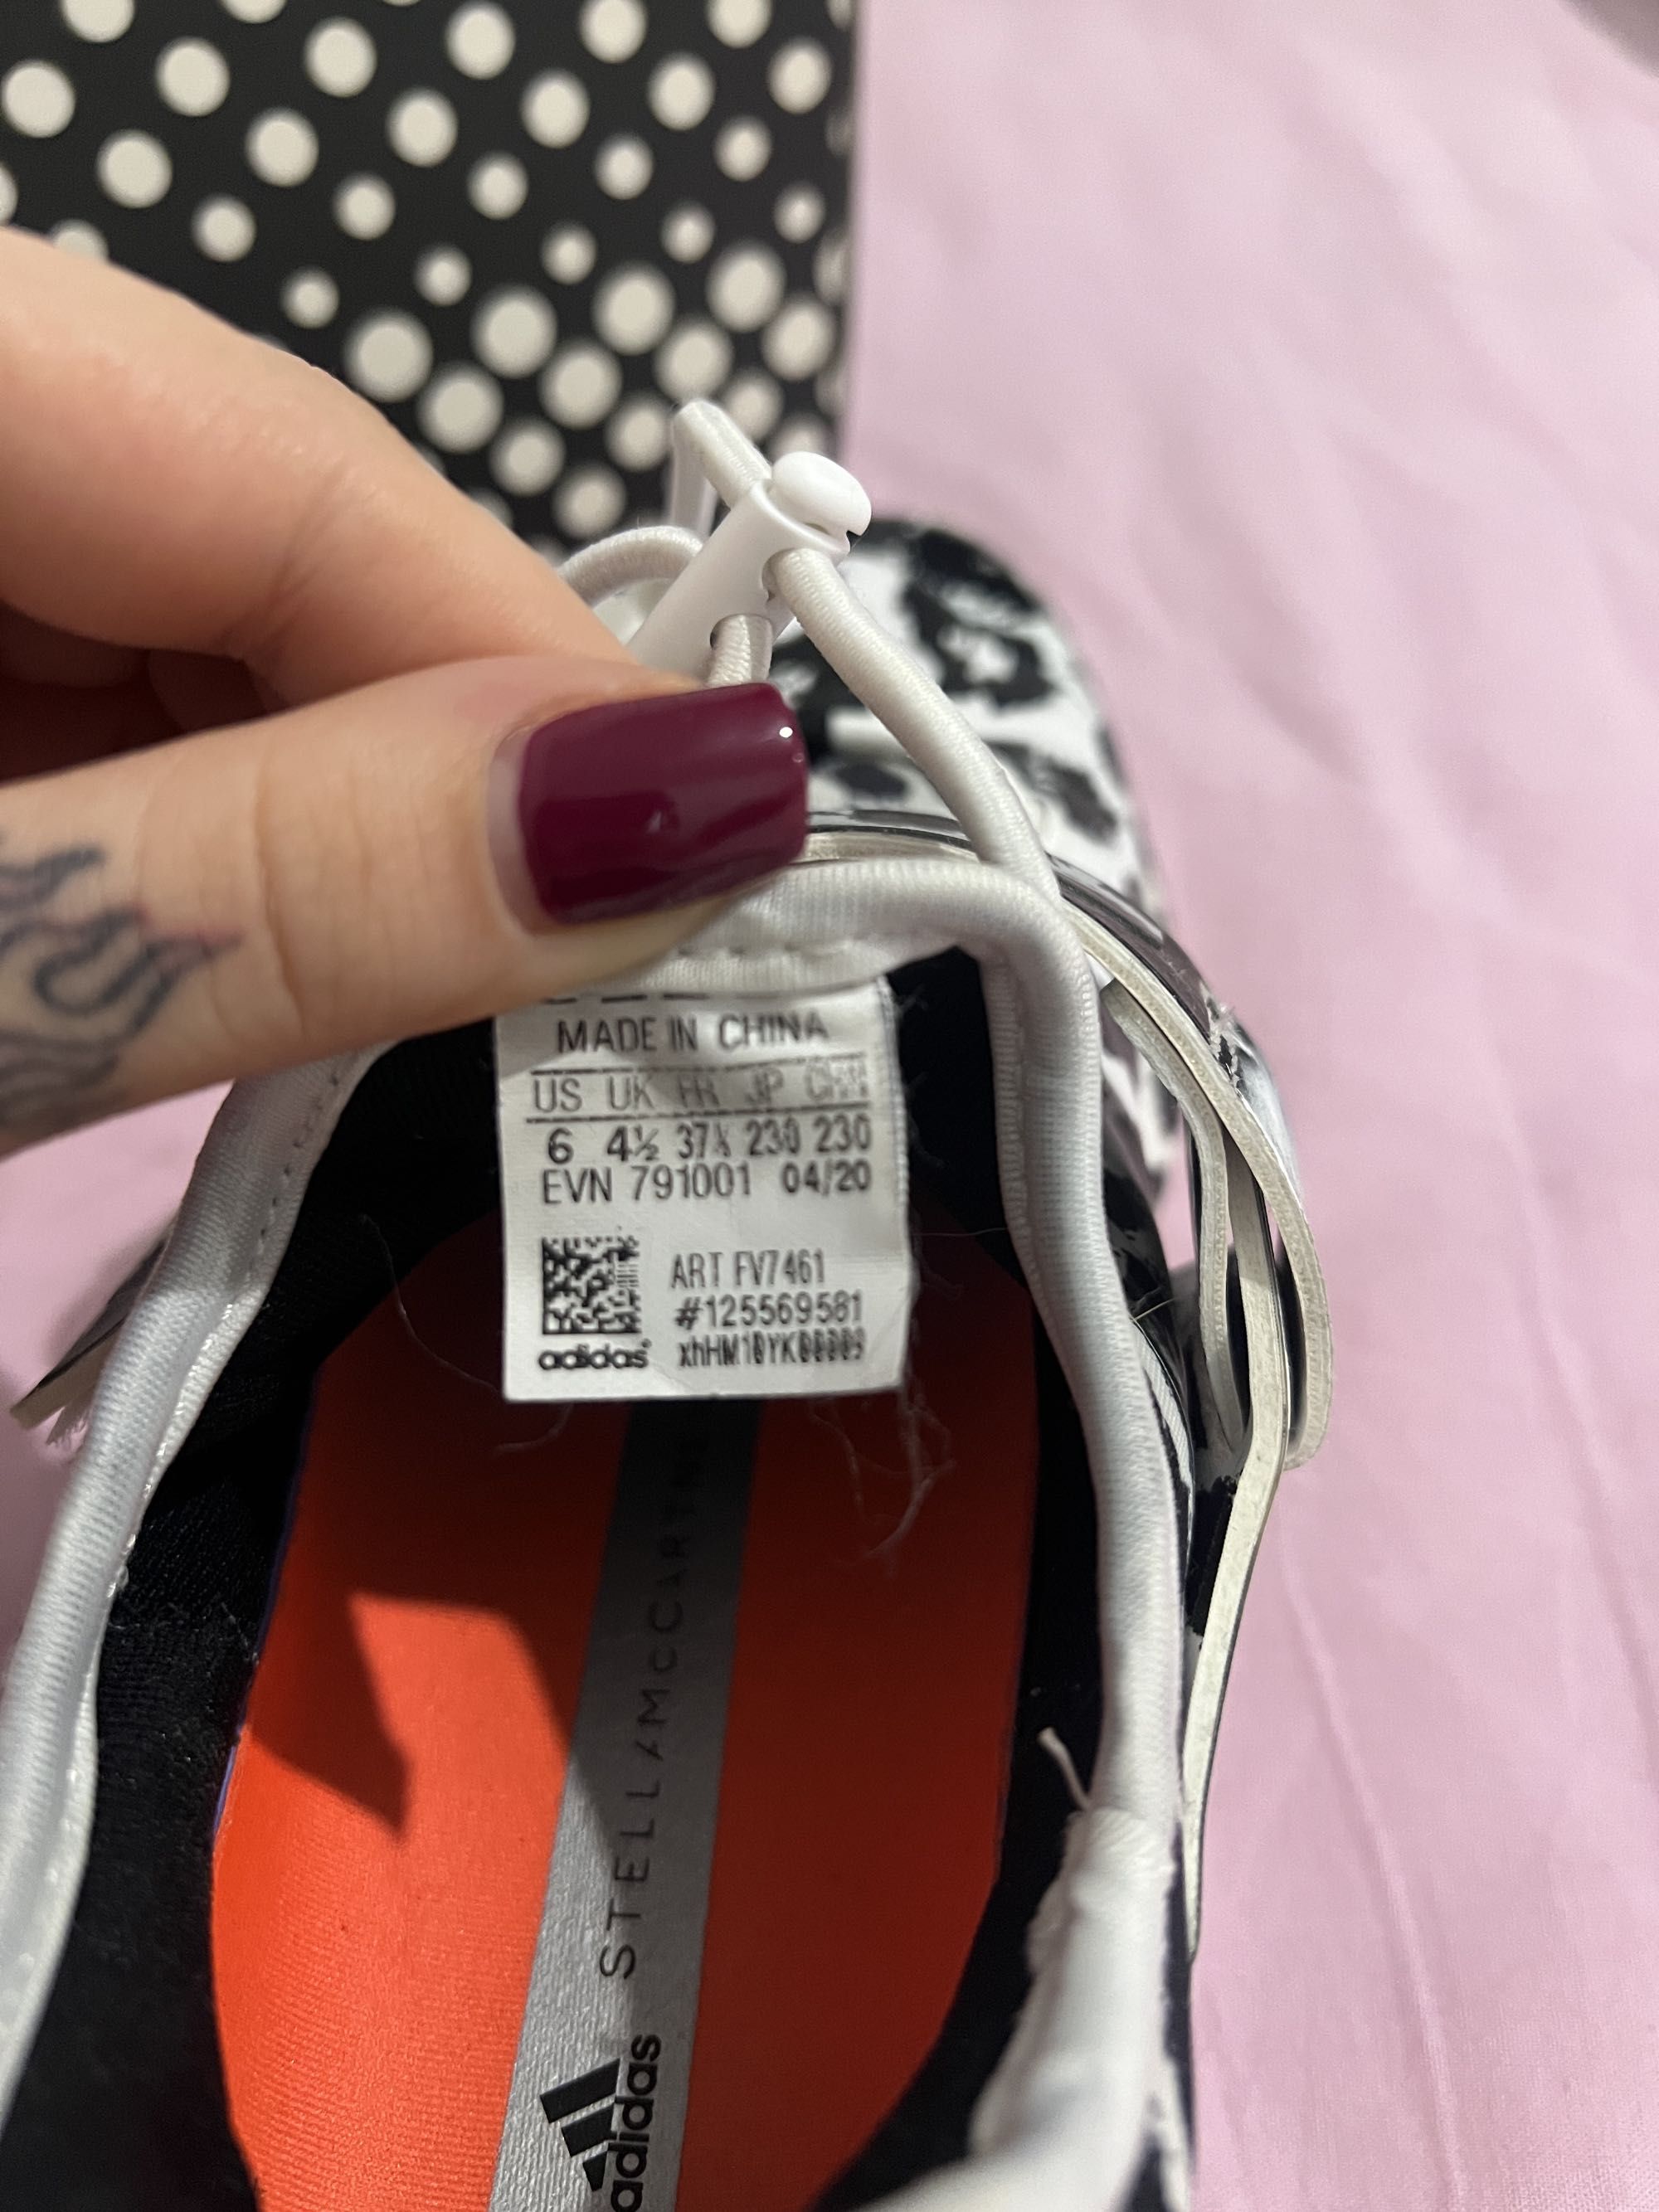 MADE IN CHINA
US UK FR JP CHN
6 4½ 37⅓ 230 230
EVN 791001 04/20
ART FV7461
#125569581
adidas
STELLA McCARTNEY
adidas